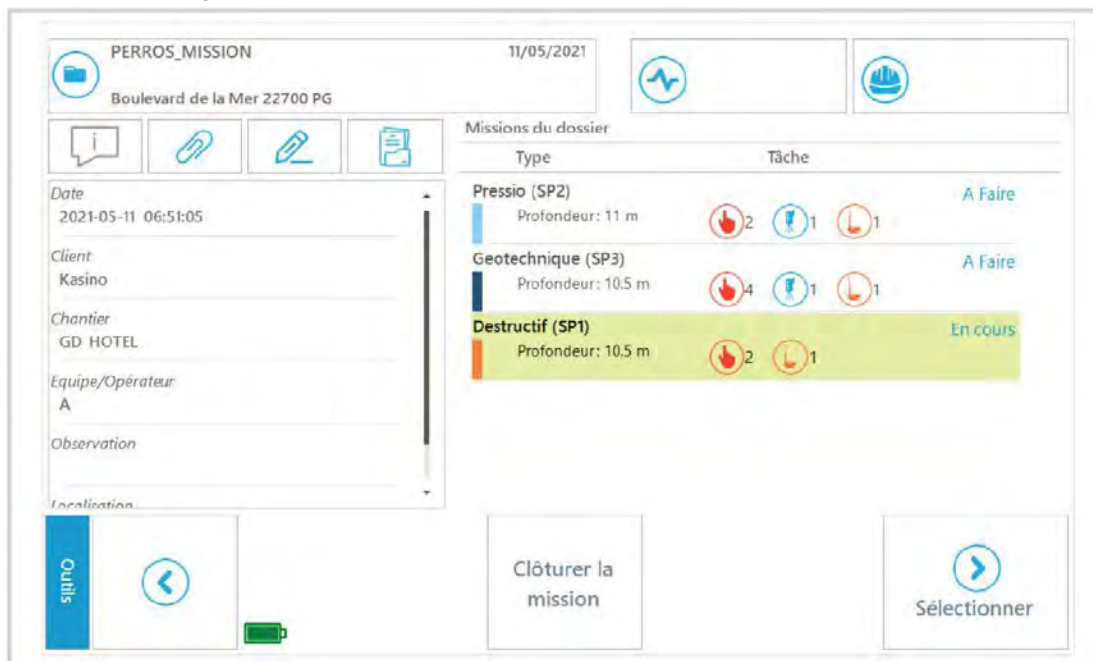 PERROS_MISSION 11/05/2021
Boulevard de la Mer 22700 PG
i
Missions du dossier
Type Tâche
Date
2021-05-11 06:51:05
Client
Kasino
Chantier
GD HOTEL
Equipe/Opérateur
A
Observation
Localisation
Pressio (SP2) A Faire
Profondeur: 11 m 2 1 1
Geotechnique (SP3) A Faire
Profondeur: 10.5 m 4 1 1
Destructif (SP1) En cours
Profondeur: 10.5 m 2 1
Outils
Clôturer la
mission
Sélectionner